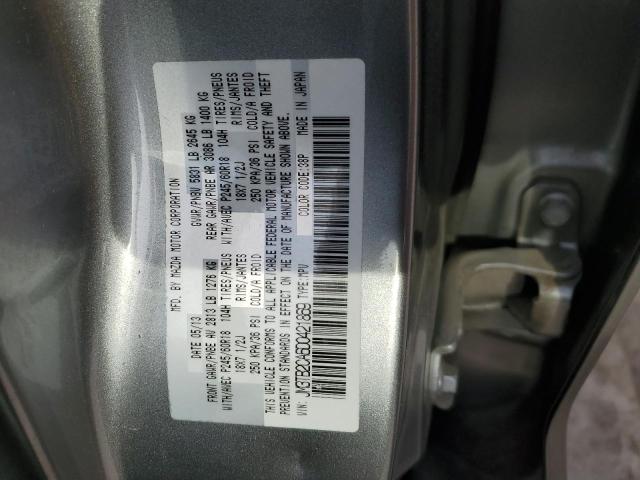 MFD. BY MAZDA MOTOR CORPORATION
DATE 05/13 GVWR/PNBV 5831 LB 2645 KG
FRONT GAWR/PNBE AV 2813 LB 1276 KG REAR GAWR/PNBE AR 3086 LB 1400 KG
WITH/AVEC P245/60R18 104H TIRES/PNEUS WITH/AVEC P245/60R18 104H TIRES/PNEUS
18X7 1/2J RIMS/JANTES 18X7 1/2J RIMS/JANTES
250 KPA/36 PSI COLD/A FROID 250 KPA/36 PSI COLD/A FROID
THIS VEHICLE CONFORMS TO ALL APPLICABLE FEDERAL MOTOR VEHICLE SAFETY AND THEFT
PREVENTION STANDARDS IN EFFECT ON THE DATE OF MANUFACTURE SHOWN ABOVE.
VIN: JM3TB2CA6D0421869 TYPE:MPV COLOR CODE:38P MADE IN JAPAN